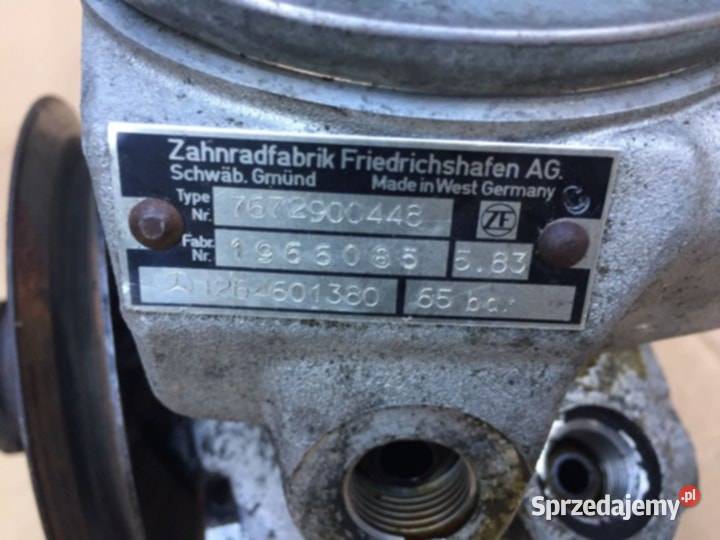 Zahnradfabrik Friedrichshafen AG.
Schwäb. Gmünd Made in West Germany
Type Nr. 7672900448 ZF
Fabr. Nr. 1966085 5.83
1264601380 65 bar
Sprzedajemy.pl